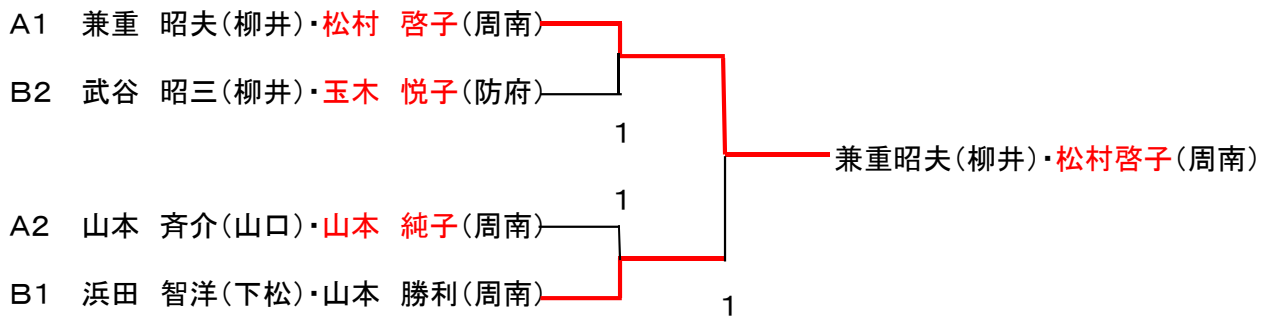 A1 兼重 昭夫(柳井)・松村 啓子(周南)
B2 武谷 昭三(柳井)・玉木 悦子(防府)
1
兼重昭夫(柳井)・松村啓子(周南)
1
A2 山本 斉介(山口)・山本 純子(周南)
B1 浜田 智洋(下松)・山本 勝利(周南)
1